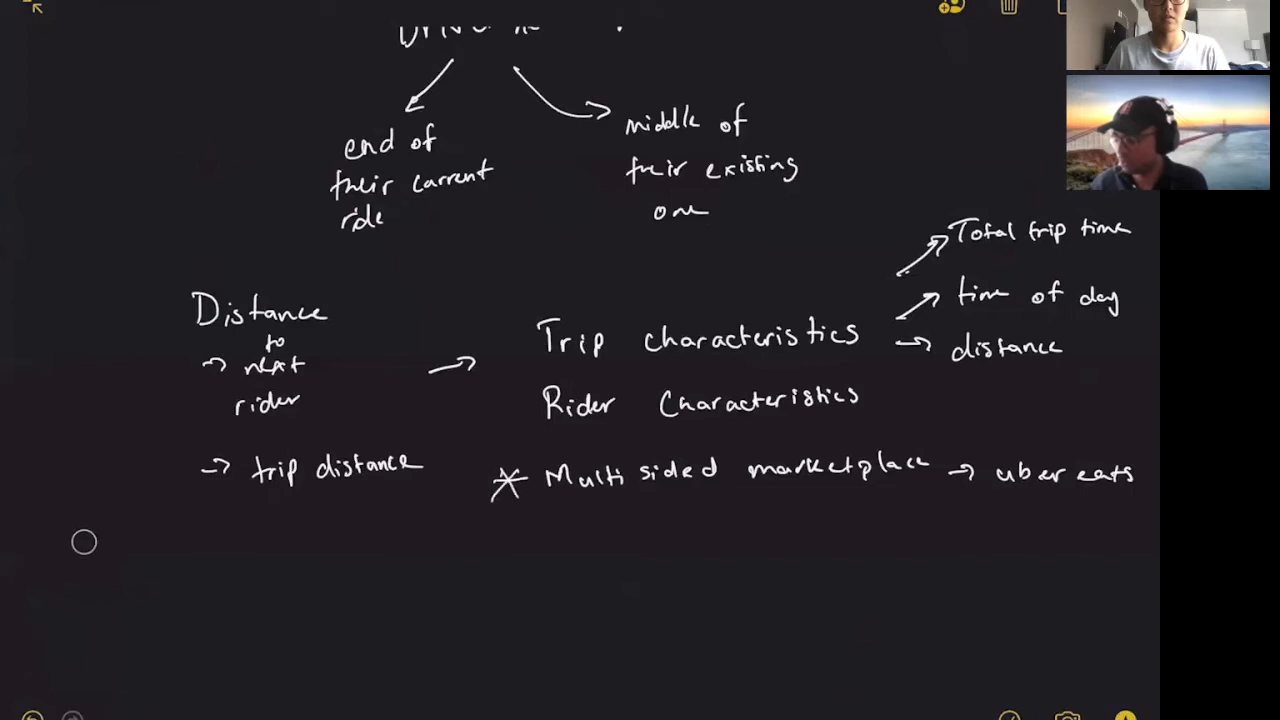 end of
their current
ride
middle of
their existing
one
Distance
→ to next
rider
→ trip distance
→ Trip characteristics
Rider Characteristics
→ Total trip time
→ time of day
→ distance
* Multi sided marketplace → uber eats